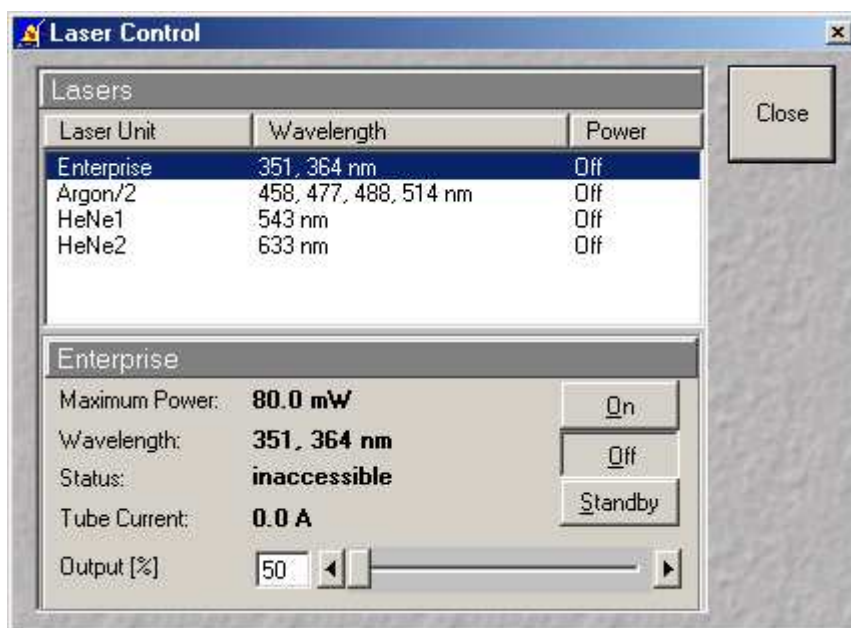 Laser Control
Lasers
Close
Laser Unit Wavelength Power
Enterprise 351, 364 nm Off
Argon/2 458, 477, 488, 514 nm Off
HeNe1 543 nm Off
HeNe2 633 nm Off
Enterprise
Maximum Power: 80.0 mW On
Wavelength: 351, 364 nm Off
Status: inaccessible
Standby
Tube Current: 0.0 A
Output [%] 50